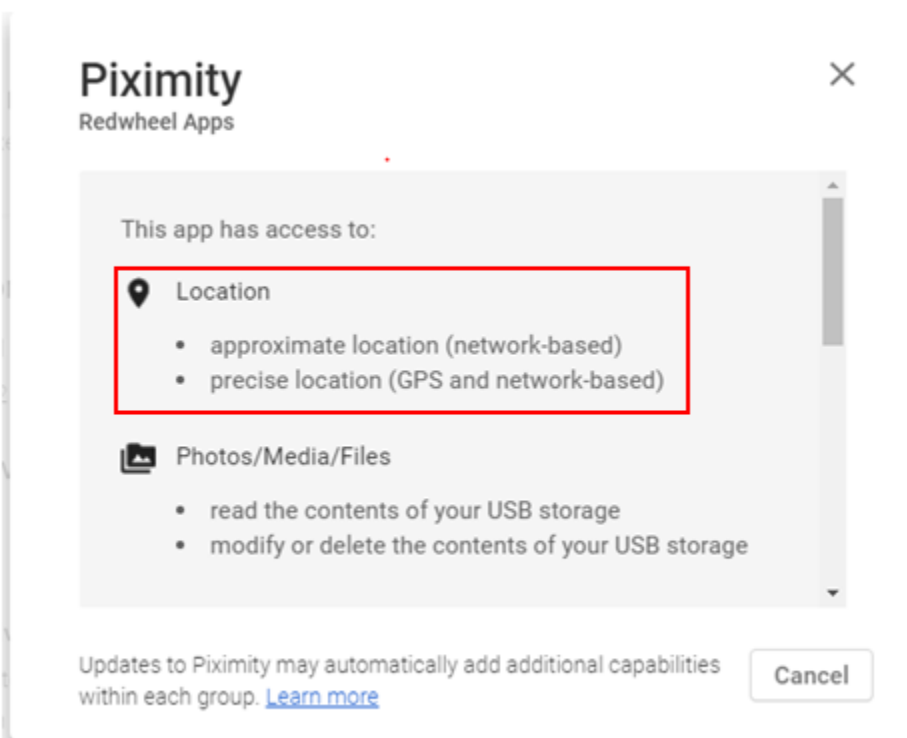 Piximity
Redwheel Apps
This app has access to:
Location
• approximate location (network-based)
• precise location (GPS and network-based)
Photos/Media/Files
• read the contents of your USB storage
• modify or delete the contents of your USB storage
Updates to Piximity may automatically add additional capabilities
within each group. Learn more
Cancel